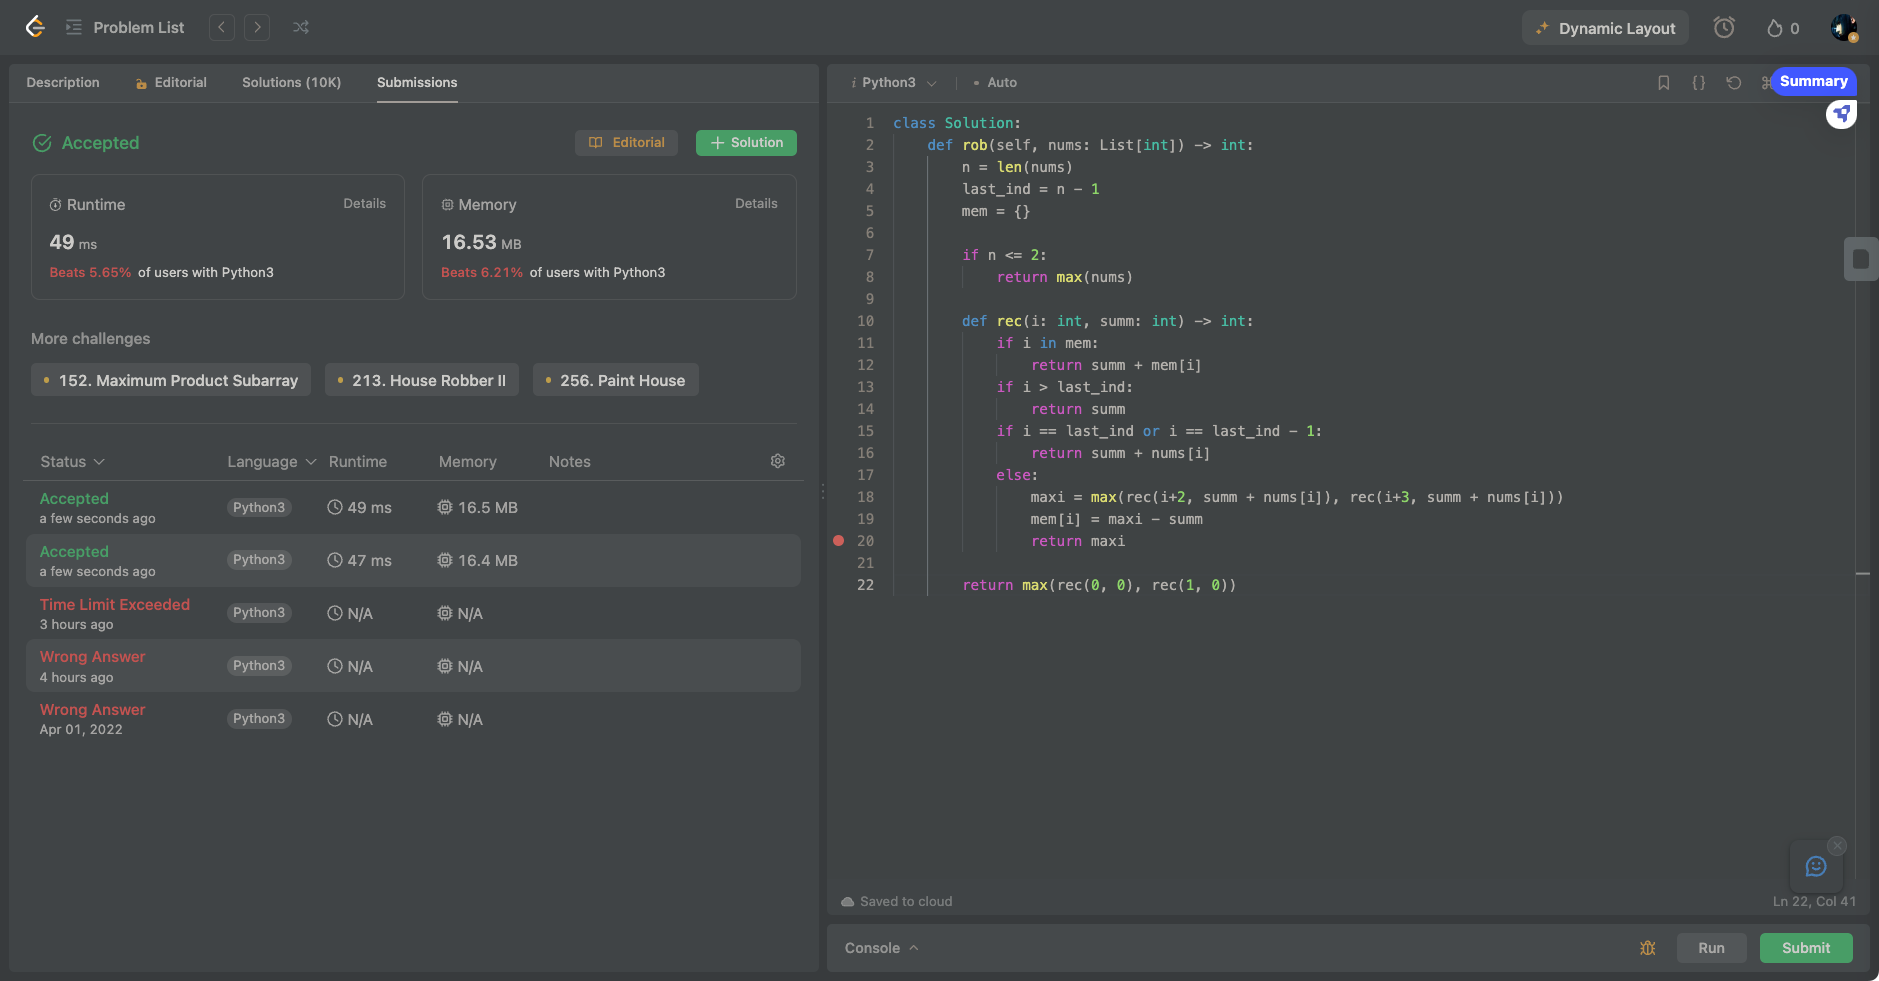 Problem List
Dynamic Layout
0
Description
Editorial
Solutions (10K)
Submissions
Accepted
Editorial
Solution
Runtime
Details
49 ms
Beats 5.65% of users with Python3
Memory
Details
16.53 MB
Beats 6.21% of users with Python3
More challenges
152. Maximum Product Subarray
213. House Robber II
256. Paint House
Status
Language
Runtime
Memory
Notes
Accepted
a few seconds ago
Python3
49 ms
16.5 MB
Accepted
a few seconds ago
Python3
47 ms
16.4 MB
Time Limit Exceeded
3 hours ago
Python3
N/A
N/A
Wrong Answer
4 hours ago
Python3
N/A
N/A
Wrong Answer
Apr 01, 2022
Python3
N/A
N/A
i Python3
• Auto
Summary
1 class Solution:
2     def rob(self, nums: List[int]) -> int:
3         n = len(nums)
4         last_ind = n - 1
5         mem = {}
6
7         if n <= 2:
8             return max(nums)
9
10         def rec(i: int, summ: int) -> int:
11             if i in mem:
12                 return summ + mem[i]
13             if i > last_ind:
14                 return summ
15             if i == last_ind or i == last_ind - 1:
16                 return summ + nums[i]
17             else:
18                 maxi = max(rec(i+2, summ + nums[i]), rec(i+3, summ + nums[i]))
19                 mem[i] = maxi - summ
20                 return maxi
21
22         return max(rec(0, 0), rec(1, 0))
Saved to cloud
Ln 22, Col 41
Console
Run
Submit